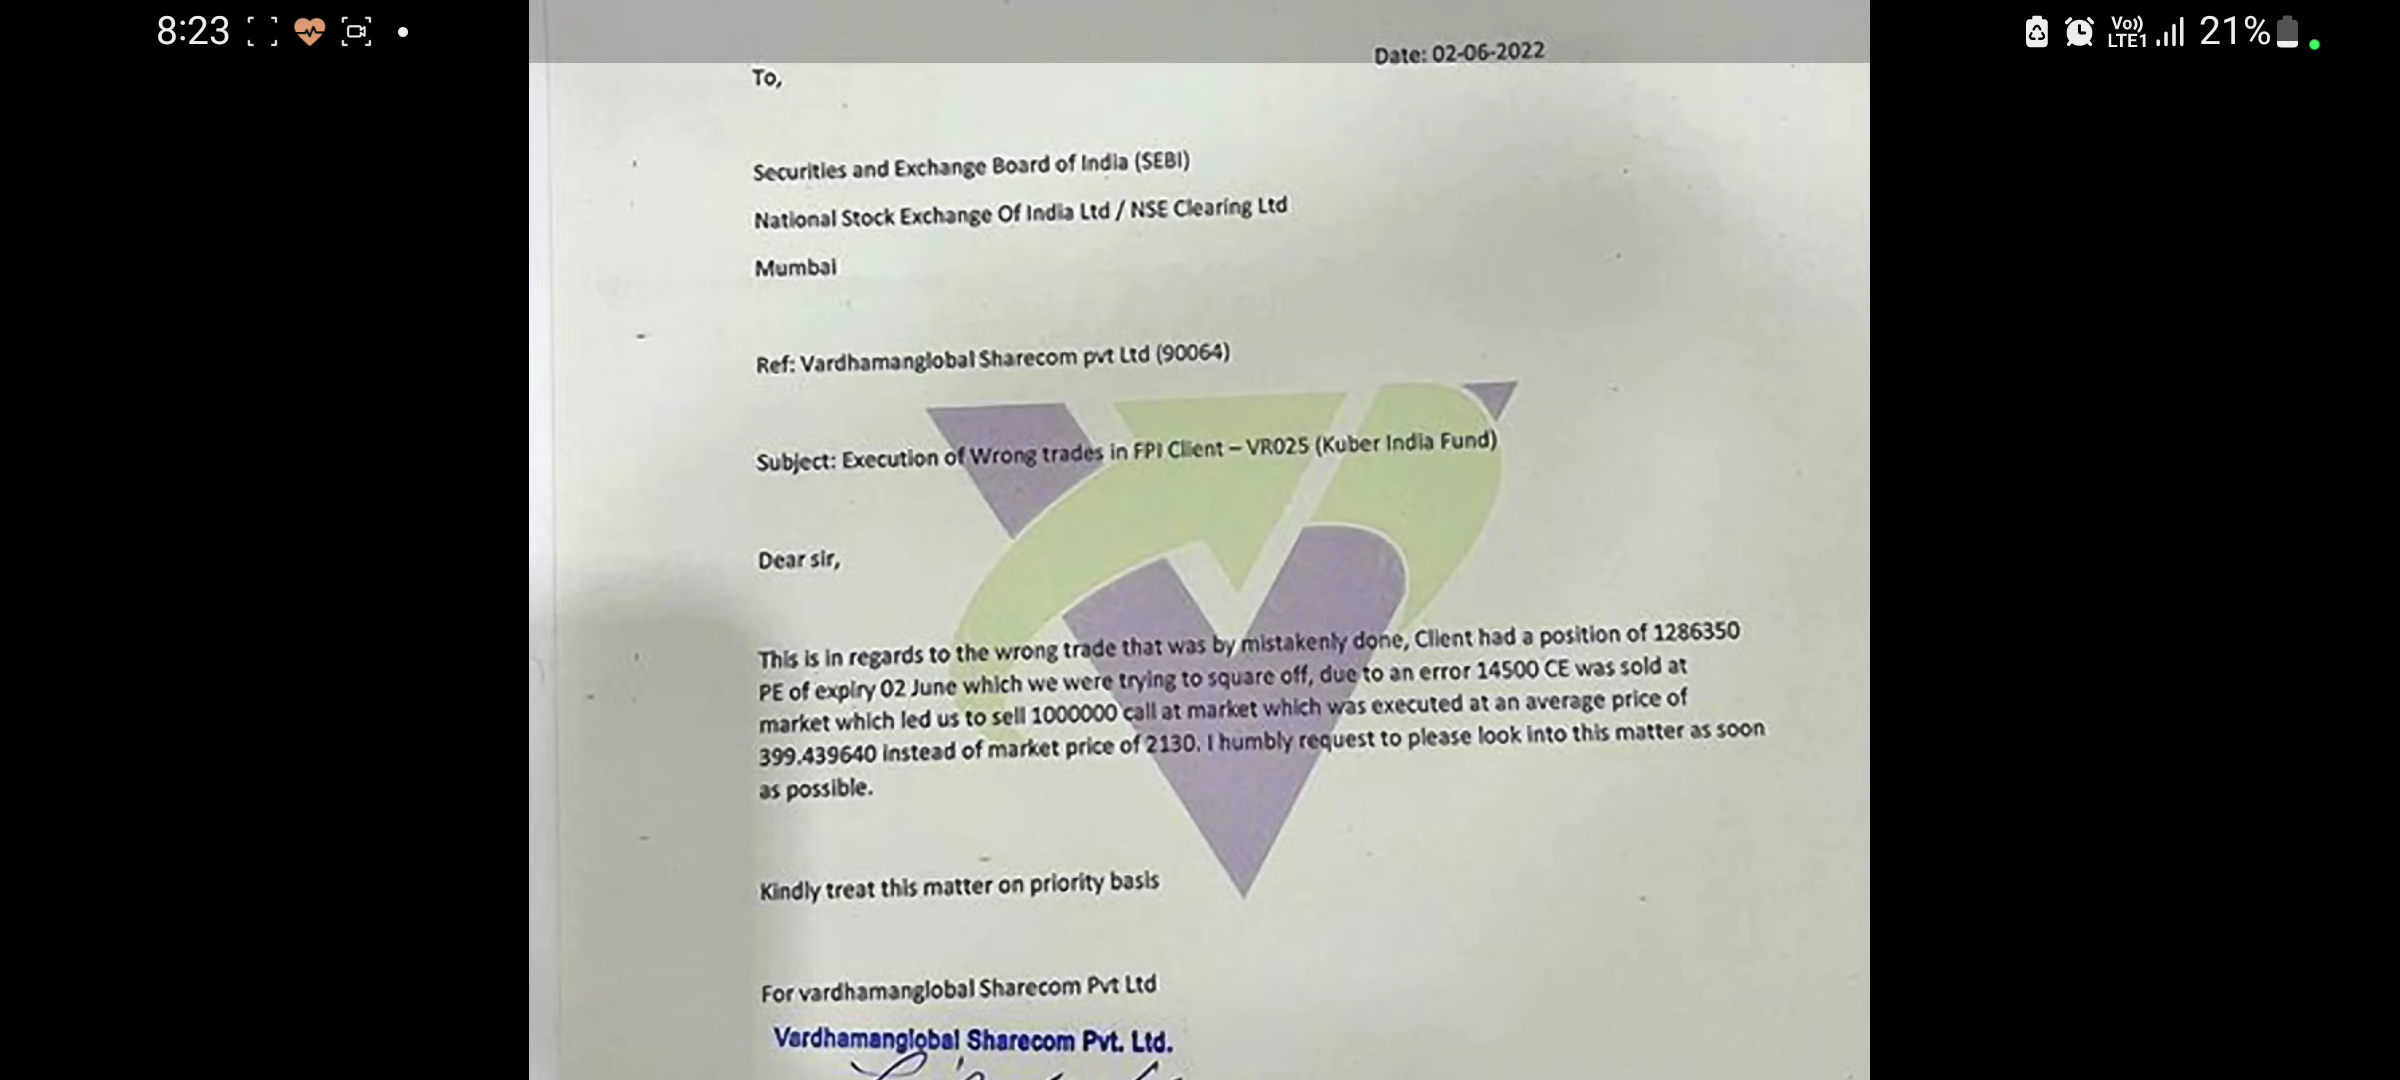 8:23
Vo))
LTE1
21%
Date: 02-06-2022
To,
Securities and Exchange Board of India (SEBI)
National Stock Exchange Of India Ltd / NSE Clearing Ltd
Mumbai
Ref: Vardhamanglobal Sharecom pvt Ltd (90064)
Subject: Execution of Wrong trades in FPI Client – VR025 (Kuber India Fund)
Dear sir,
This is in regards to the wrong trade that was by mistakenly done, Client had a position of 1286350
PE of expiry 02 June which we were trying to square off, due to an error 14500 CE was sold at
market which led us to sell 1000000 call at market which was executed at an average price of
399.439640 instead of market price of 2130. I humbly request to please look into this matter as soon
as possible.
Kindly treat this matter on priority basis
For vardhamanglobal Sharecom Pvt Ltd
Vardhamanglobal Sharecom Pvt. Ltd.